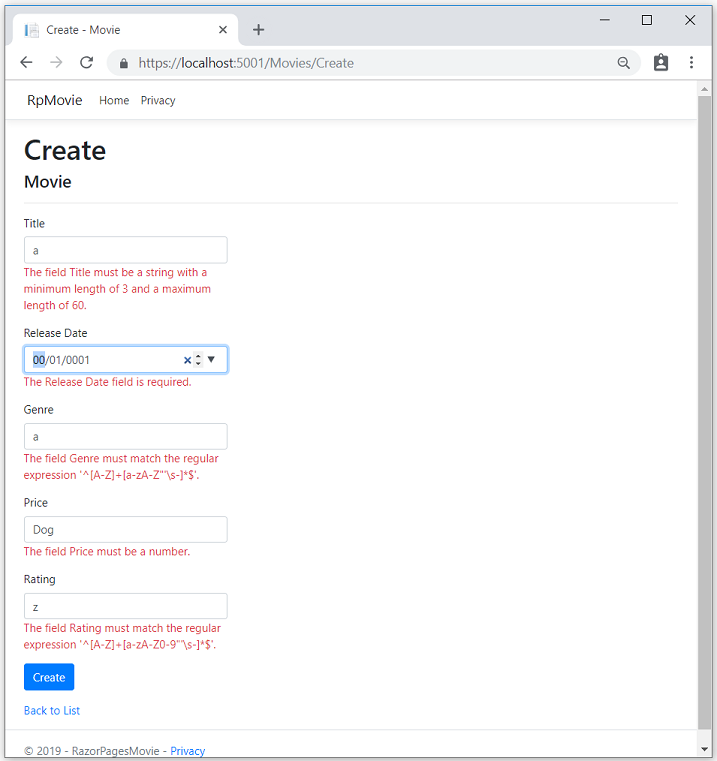 Create - Movie
https://localhost:5001/Movies/Create
RpMovie Home Privacy
Create
Movie
Title
a
The field Title must be a string with a
minimum length of 3 and a maximum
length of 60.
Release Date
00/01/0001
The Release Date field is required.
Genre
a
The field Genre must match the regular
expression '^[A-Z]+[a-zA-Z"'\s-]*$'.
Price
Dog
The field Price must be a number.
Rating
z
The field Rating must match the regular
expression '^[A-Z]+[a-zA-Z0-9"'\s-]*$'.
Create
Back to List
© 2019 - RazorPagesMovie - Privacy